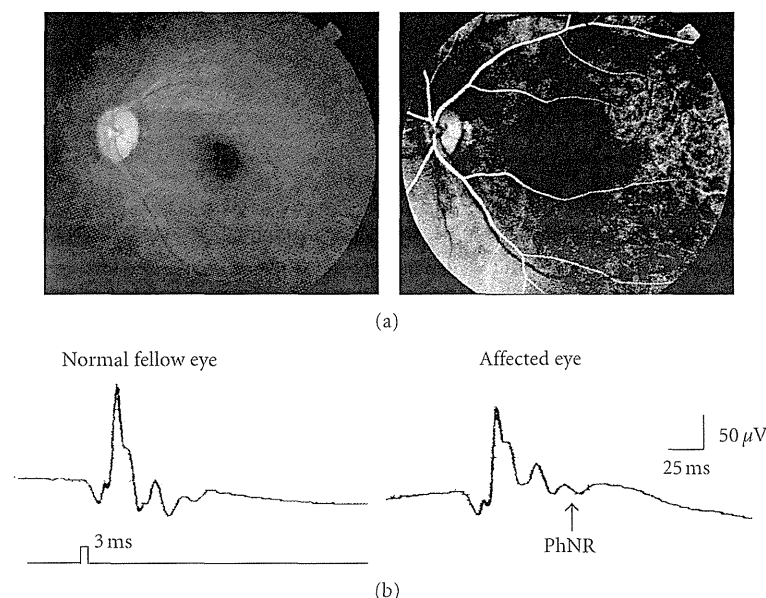 (a)
Normal fellow eye
Affected eye
50 μV
25 ms
3 ms
PhNR
(b)